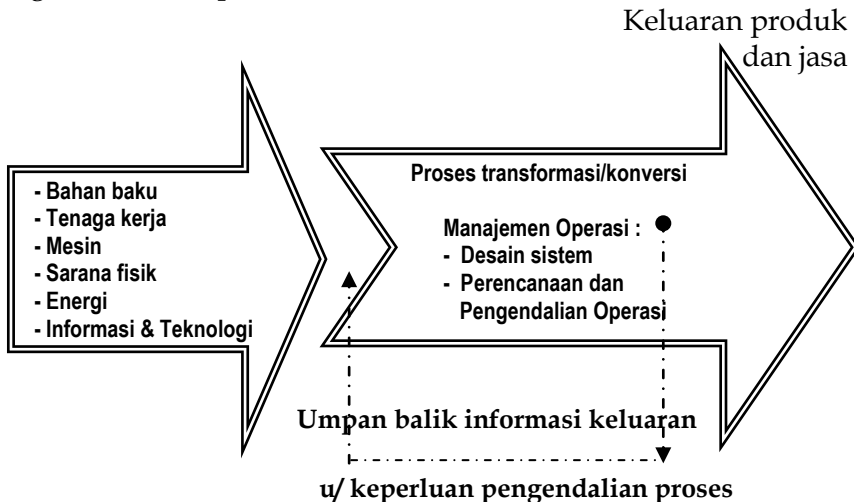 Keluaran produk
dan jasa
- Bahan baku
- Tenaga kerja
- Mesin
- Sarana fisik
- Energi
- Informasi & Teknologi
Proses transformasi/konversi
Manajemen Operasi :
- Desain sistem
- Perencanaan dan
Pengendalian Operasi
Umpan balik informasi keluaran
u/ keperluan pengendalian proses